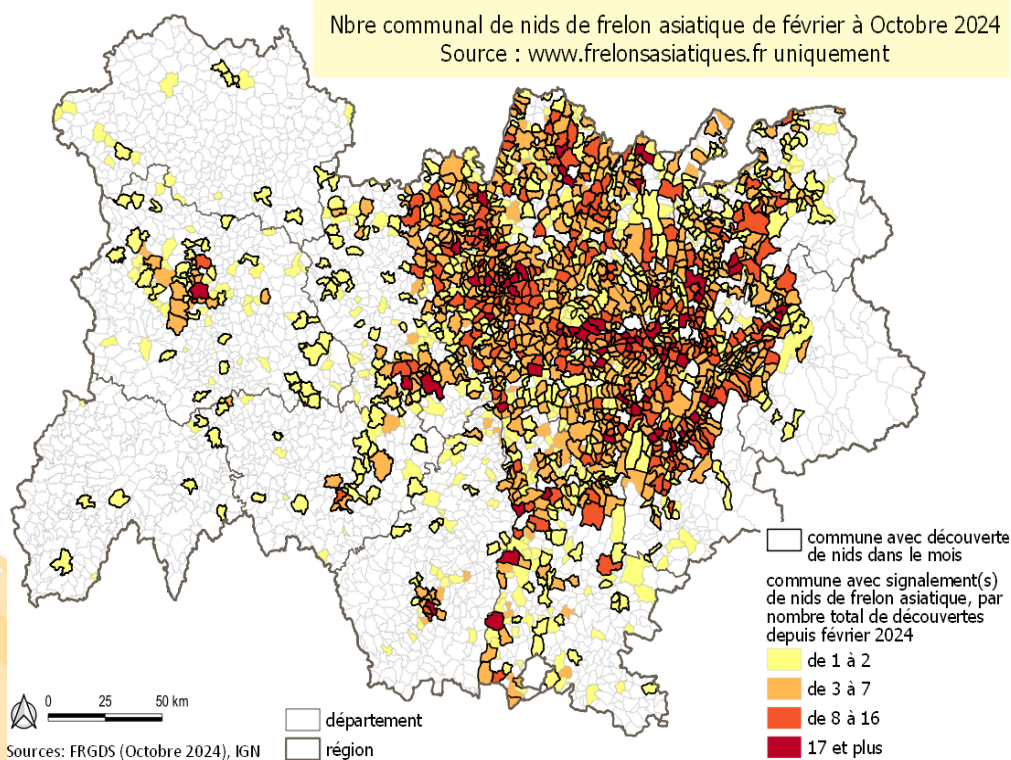 Nbre communal de nids de frelon asiatique de février à Octobre 2024
Source : www.frelonsasiatiques.fr uniquement
commune avec découverte
de nids dans le mois
commune avec signalement(s)
de nids de frelon asiatique, par
nombre total de découvertes
depuis février 2024
de 1 à 2
de 3 à 7
de 8 à 16
17 et plus
0 25 50 km
département
région
Sources: FRGDS (Octobre 2024), IGN